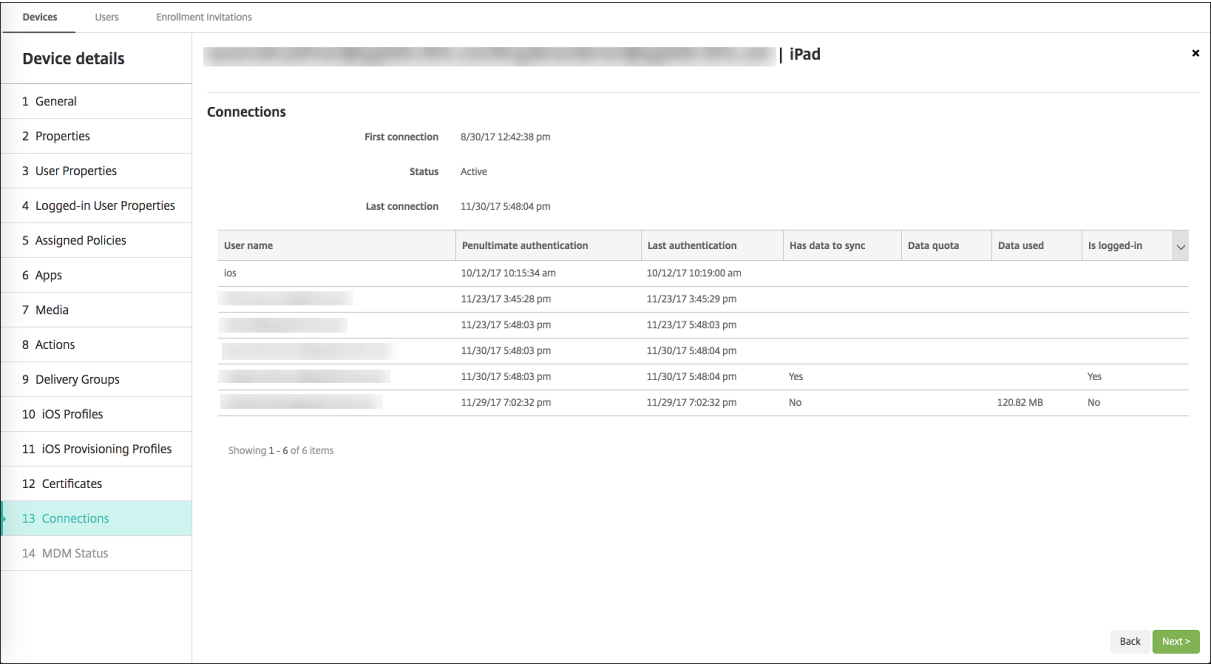 Devices Users Enrollment Invitations
Device details
| iPad
×
1 General
2 Properties
3 User Properties
4 Logged-in User Properties
5 Assigned Policies
6 Apps
7 Media
8 Actions
9 Delivery Groups
10 iOS Profiles
11 iOS Provisioning Profiles
12 Certificates
13 Connections
14 MDM Status
Connections
First connection 8/30/17 12:42:38 pm
Status Active
Last connection 11/30/17 5:48:04 pm
User name Penultimate authentication Last authentication Has data to sync Data quota Data used Is logged-in
ios 10/12/17 10:15:34 am 10/12/17 10:19:00 am
11/23/17 3:45:28 pm 11/23/17 3:45:29 pm
11/23/17 5:48:03 pm 11/23/17 5:48:03 pm
11/30/17 5:48:03 pm 11/30/17 5:48:04 pm
11/30/17 5:48:03 pm 11/30/17 5:48:04 pm Yes Yes
11/29/17 7:02:32 pm 11/29/17 7:02:32 pm No 120.82 MB No
Showing 1 - 6 of 6 items
Back Next >